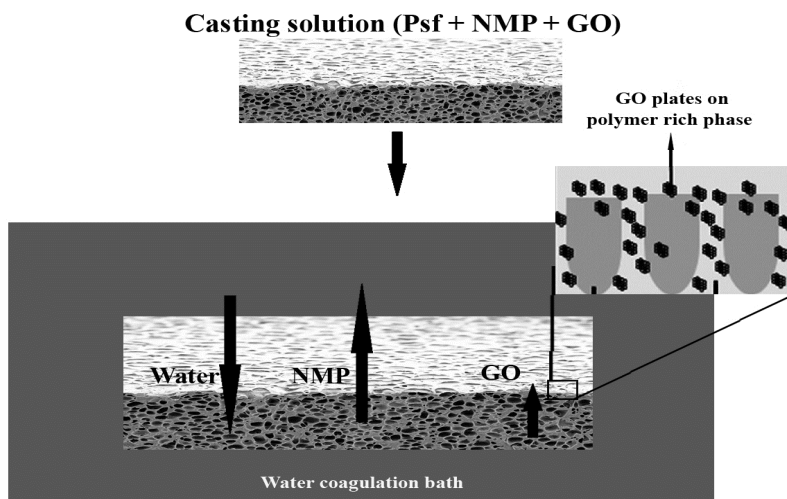 Casting solution (Psf + NMP + GO)
GO plates on
polymer rich phase
Water
NMP
GO
Water coagulation bath